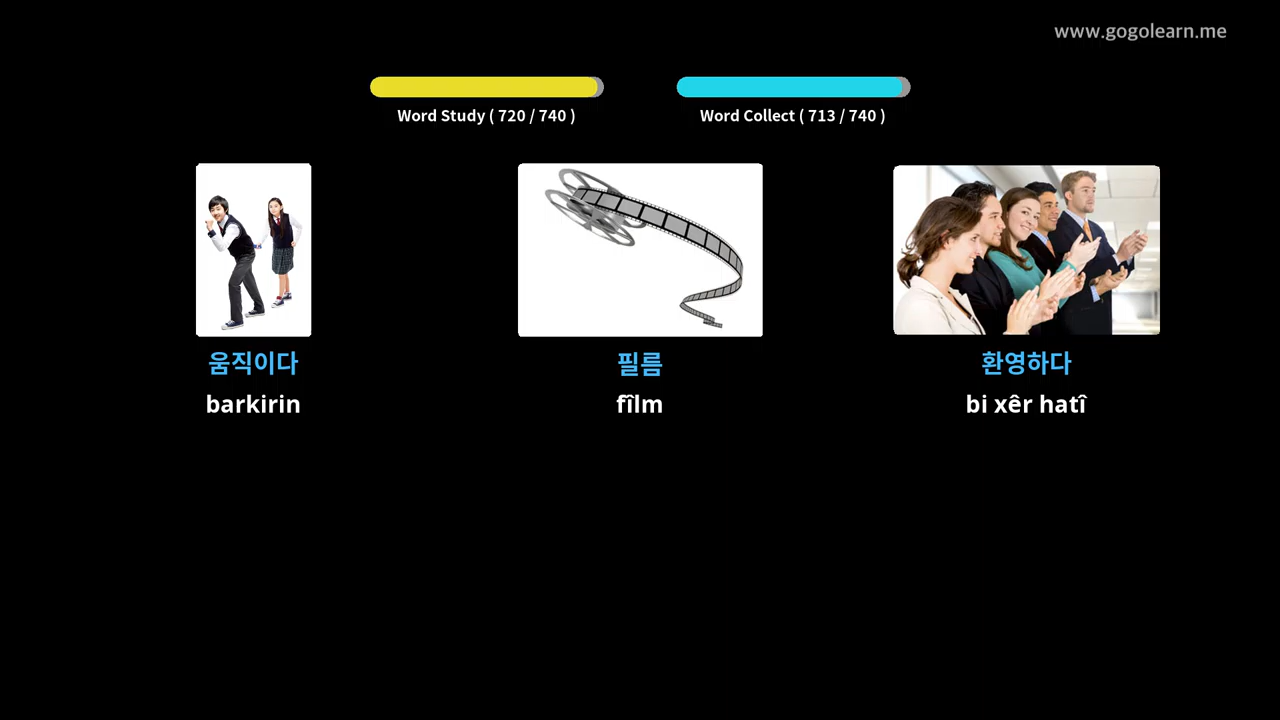 www.gogolearn.me
Word Study ( 720 / 740 )
Word Collect ( 713 / 740 )
움직이다
필름
환영하다
barkirin
fîlm
bi xêr hatî